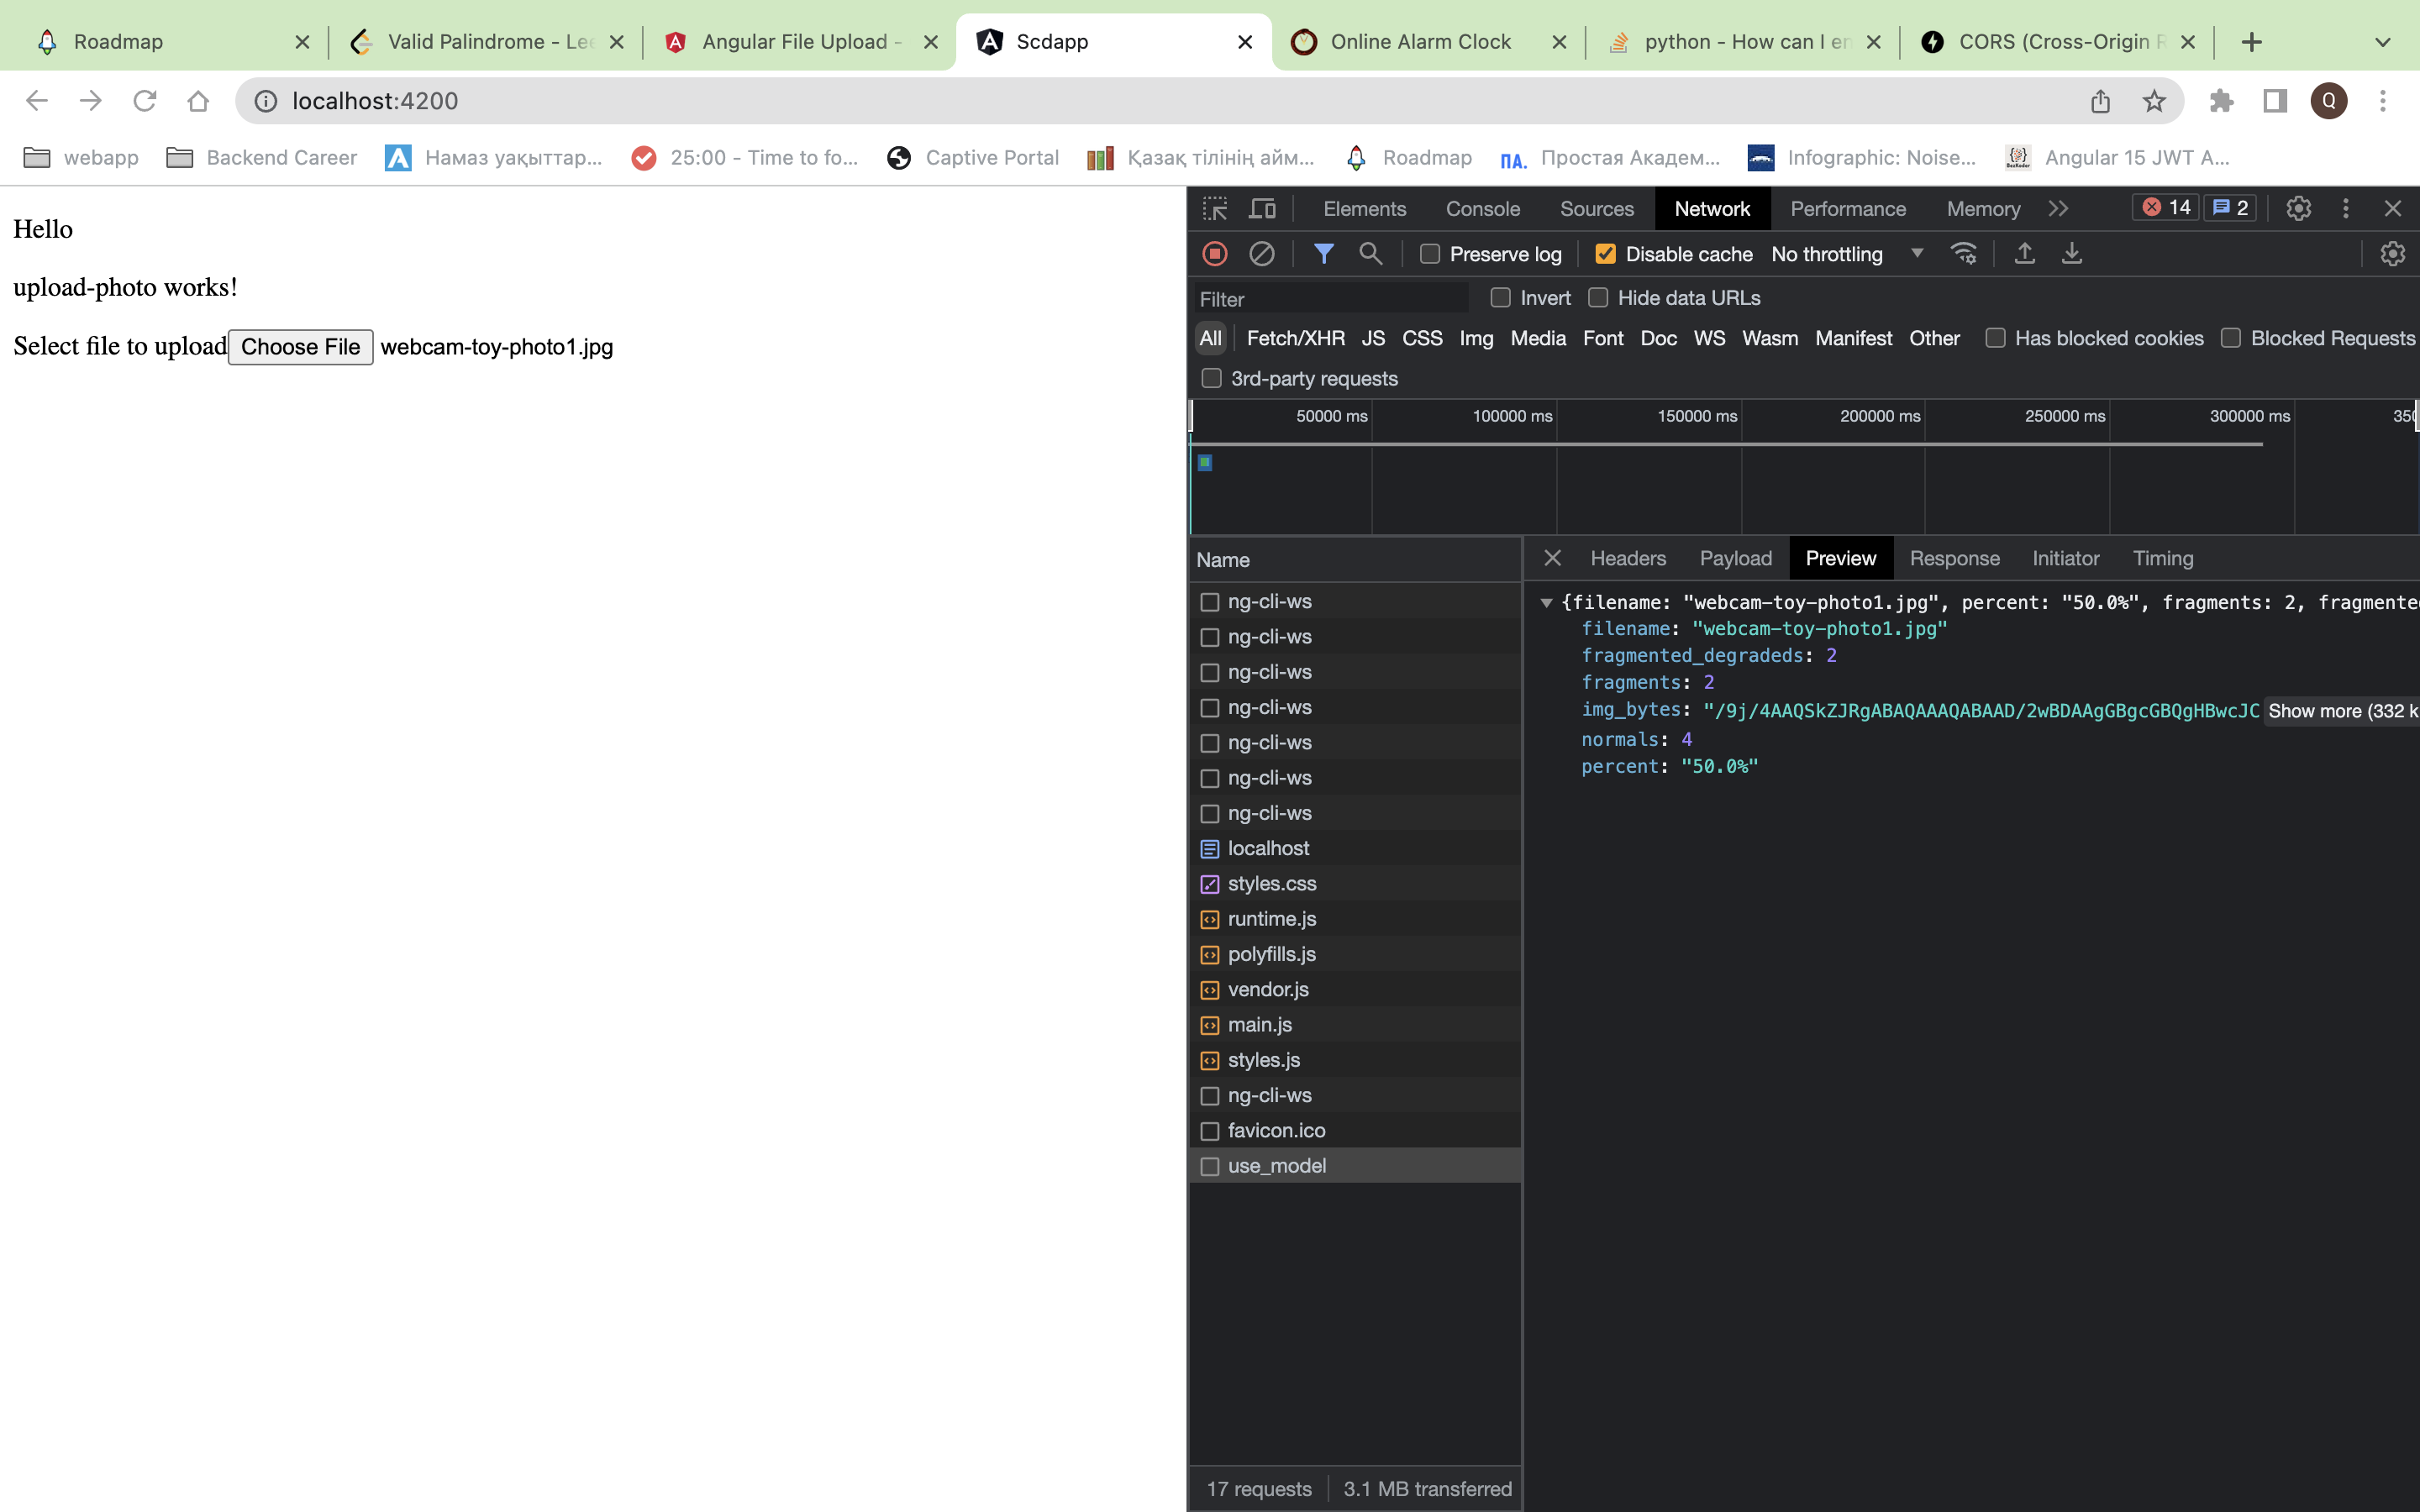 Roadmap
Valid Palindrome - Lee
Angular File Upload -
Scdapp
Online Alarm Clock
python - How can I en
CORS (Cross-Origin R
localhost:4200
Q
webapp
Backend Career
Намаз уақыттар...
25:00 - Time to fo...
Captive Portal
Қазақ тілінің айм...
Roadmap
ПА. Простая Академ...
Infographic: Noise...
Angular 15 JWT A...
Hello
upload-photo works!
Select file to upload Choose File webcam-toy-photo1.jpg
Elements Console Sources Network Performance Memory 14 2
Preserve log Disable cache No throttling
Filter Invert Hide data URLs
All Fetch/XHR JS CSS Img Media Font Doc WS Wasm Manifest Other Has blocked cookies Blocked Requests
3rd-party requests
50000 ms 100000 ms 150000 ms 200000 ms 250000 ms 300000 ms 350
Name
ng-cli-ws
ng-cli-ws
ng-cli-ws
ng-cli-ws
ng-cli-ws
ng-cli-ws
ng-cli-ws
localhost
styles.css
runtime.js
polyfills.js
vendor.js
main.js
styles.js
ng-cli-ws
favicon.ico
use_model
17 requests 3.1 MB transferred
Headers Payload Preview Response Initiator Timing
{filename: "webcam-toy-photo1.jpg", percent: "50.0%", fragments: 2, fragmente
filename: "webcam-toy-photo1.jpg"
fragmented_degradeds: 2
fragments: 2
img_bytes: "/9j/4AAQSkZJRgABAQAAAQABAAD/2wBDAAgGBgcGBQgHBwcJC Show more (332 k
normals: 4
percent: "50.0%"